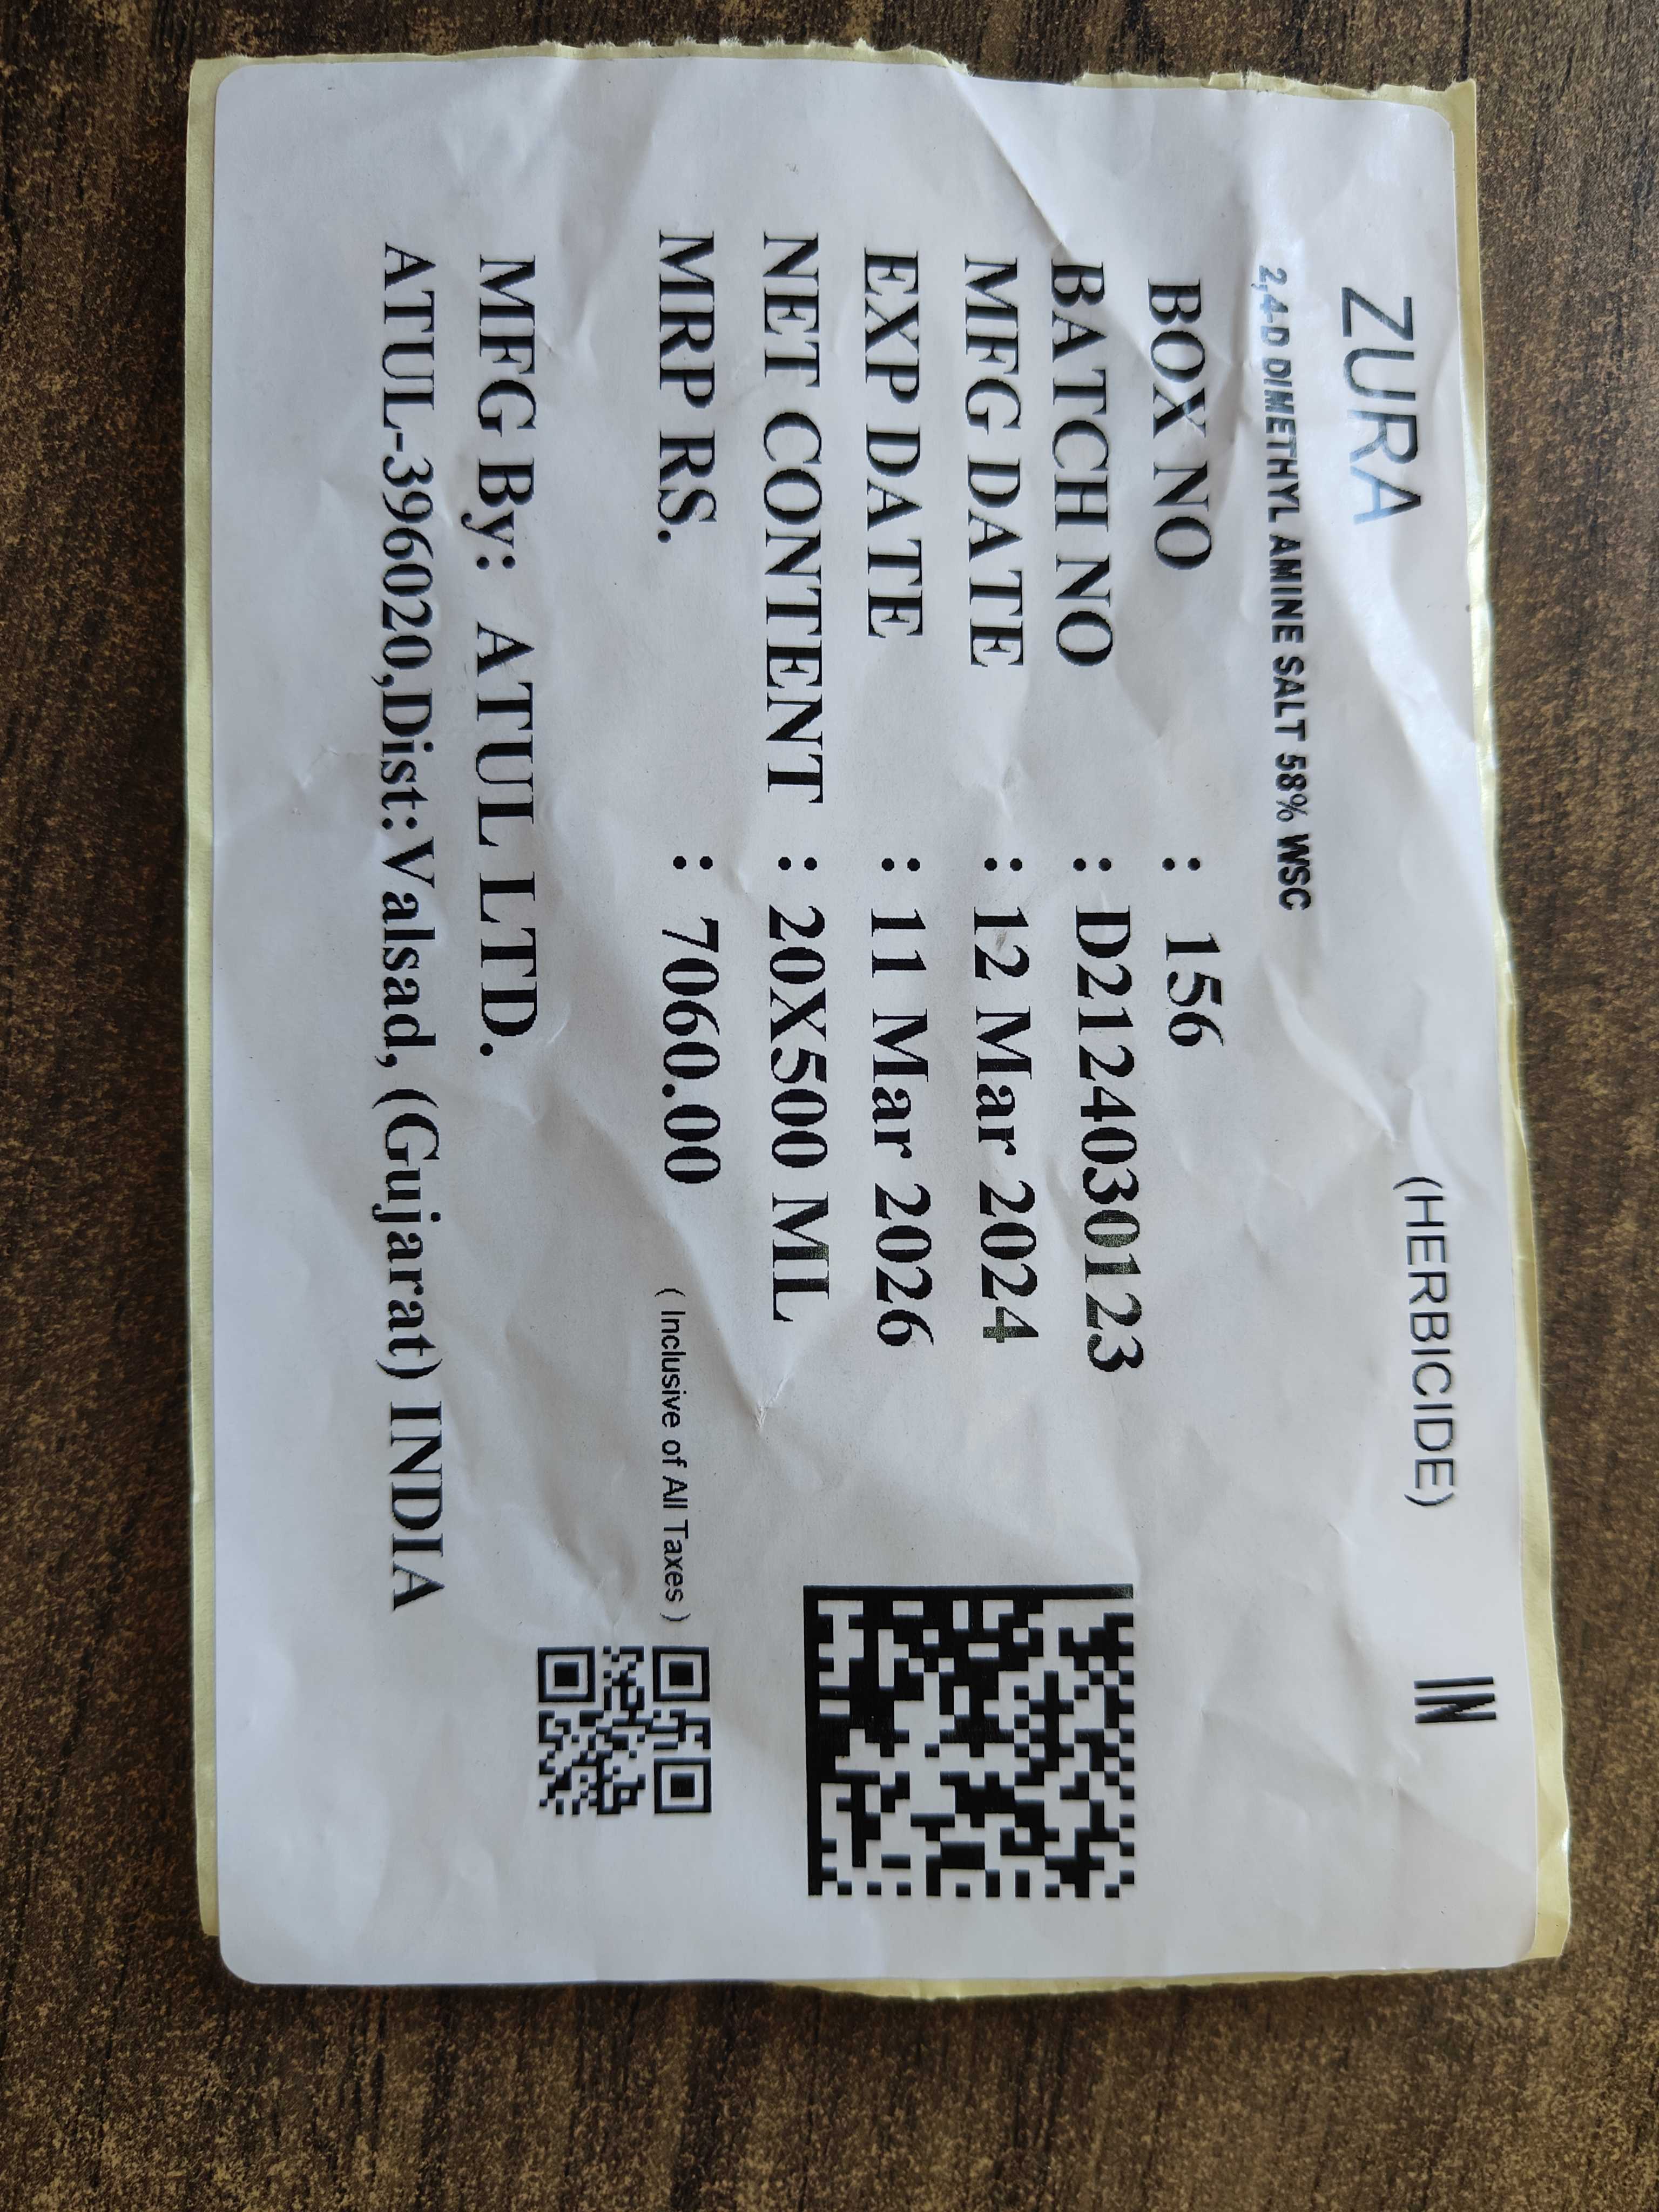 IN
ZURA (HERBICIDE)
2,4-D DIMETHYL AMINE SALT 58% WSC
BOX NO : 156
BATCH NO : D2124030123
MFG DATE : 12 Mar 2024
EXP DATE : 11 Mar 2026
NET CONTENT : 20X500 ML
MRP RS. : 7060.00 ( Inclusive of All Taxes )
MFG By: ATUL LTD.
ATUL-396020,Dist:Valsad, (Gujarat) INDIA